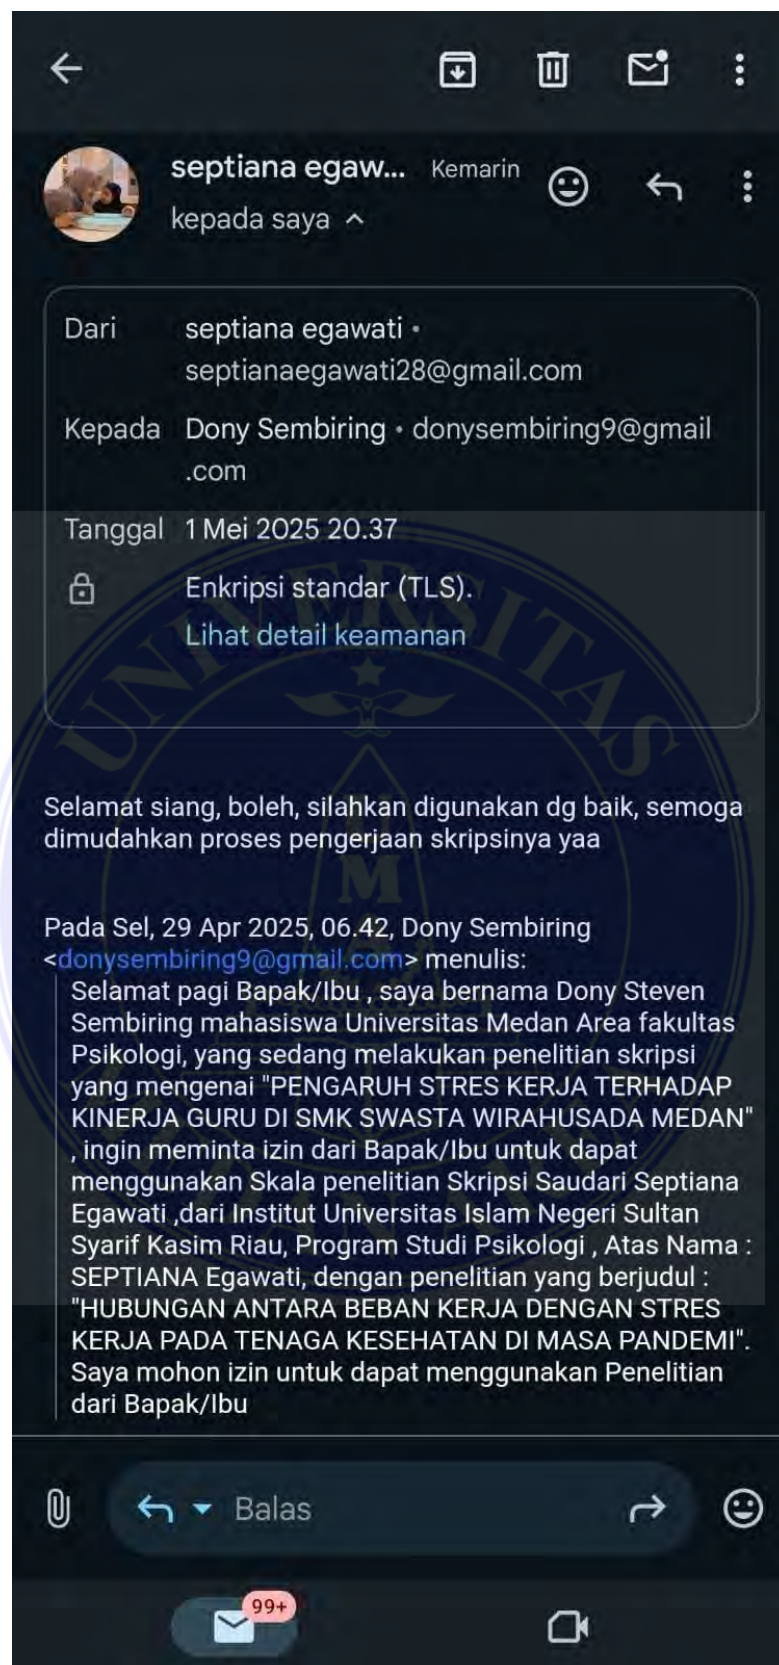 septiana egaw... Kemarin
kepada saya
Dari septiana egawati •
septianaegawati28@gmail.com
Kepada Dony Sembiring • donysembiring9@gmail
.com
Tanggal 1 Mei 2025 20.37
Enkripsi standar (TLS).
Lihat detail keamanan
UNIVERSITAS
MEDAN AREA
Selamat siang, boleh, silahkan digunakan dg baik, semoga
dimudahkan proses pengerjaan skripsinya yaa
Pada Sel, 29 Apr 2025, 06.42, Dony Sembiring
<donysembiring9@gmail.com> menulis:
Selamat pagi Bapak/Ibu , saya bernama Dony Steven
Sembiring mahasiswa Universitas Medan Area fakultas
Psikologi, yang sedang melakukan penelitian skripsi
yang mengenai "PENGARUH STRES KERJA TERHADAP
KINERJA GURU DI SMK SWASTA WIRAHUSADA MEDAN"
, ingin meminta izin dari Bapak/Ibu untuk dapat
menggunakan Skala penelitian Skripsi Saudari Septiana
Egawati ,dari Institut Universitas Islam Negeri Sultan
Syarif Kasim Riau, Program Studi Psikologi , Atas Nama :
SEPTIANA Egawati, dengan penelitian yang berjudul :
"HUBUNGAN ANTARA BEBAN KERJA DENGAN STRES
KERJA PADA TENAGA KESEHATAN DI MASA PANDEMI".
Saya mohon izin untuk dapat menggunakan Penelitian
dari Bapak/Ibu
Balas
99+